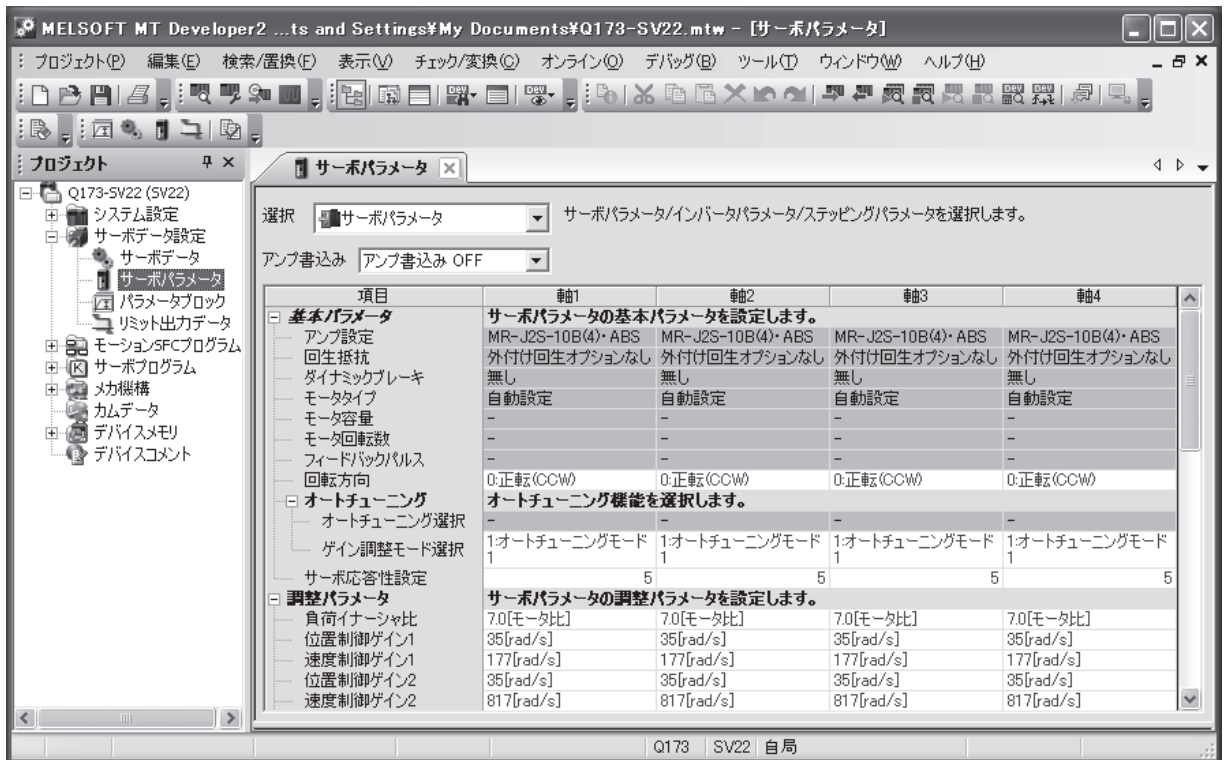 MELSOFT MT Developer2 ...ts and Settings¥My Documents¥Q173-SV22.mtw - [サーボパラメータ]
プロジェクト(P) 編集(E) 検索/置換(F) 表示(V) チェック/変換(C) オンライン(O) デバッグ(B) ツール(T) ウィンドウ(W) ヘルプ(H)
プロジェクト
Q173-SV22 (SV22)
システム設定
サーボデータ設定
サーボデータ
サーボパラメータ
パラメータブロック
リミット出力データ
モーションSFCプログラム
サーボプログラム
メカ機構
カムデータ
デバイスメモリ
デバイスコメント
サーボパラメータ
選択 サーボパラメータ サーボパラメータ/インバータパラメータ/ステッピングパラメータを選択します。
アンプ書込み アンプ書込み OFF
項目 軸1 軸2 軸3 軸4
基本パラメータ サーボパラメータの基本パラメータを設定します。
アンプ設定 MR-J2S-10B(4)・ABS MR-J2S-10B(4)・ABS MR-J2S-10B(4)・ABS MR-J2S-10B(4)・ABS
回生抵抗 外付け回生オプションなし 外付け回生オプションなし 外付け回生オプションなし 外付け回生オプションなし
ダイナミックブレーキ 無し 無し 無し 無し
モータタイプ 自動設定 自動設定 自動設定 自動設定
モータ容量 - - - -
モータ回転数 - - - -
フィードバックパルス - - - -
回転方向 0:正転(CCW) 0:正転(CCW) 0:正転(CCW) 0:正転(CCW)
オートチューニング オートチューニング機能を選択します。
オートチューニング選択 - - - -
ゲイン調整モード選択 1:オートチューニングモード1 1:オートチューニングモード1 1:オートチューニングモード1 1:オートチューニングモード1
サーボ応答性設定 5 5 5 5
調整パラメータ サーボパラメータの調整パラメータを設定します。
負荷イナーシャ比 7.0[モータ比] 7.0[モータ比] 7.0[モータ比] 7.0[モータ比]
位置制御ゲイン1 35[rad/s] 35[rad/s] 35[rad/s] 35[rad/s]
速度制御ゲイン1 177[rad/s] 177[rad/s] 177[rad/s] 177[rad/s]
位置制御ゲイン2 35[rad/s] 35[rad/s] 35[rad/s] 35[rad/s]
速度制御ゲイン2 817[rad/s] 817[rad/s] 817[rad/s] 817[rad/s]
Q173 SV22 自局